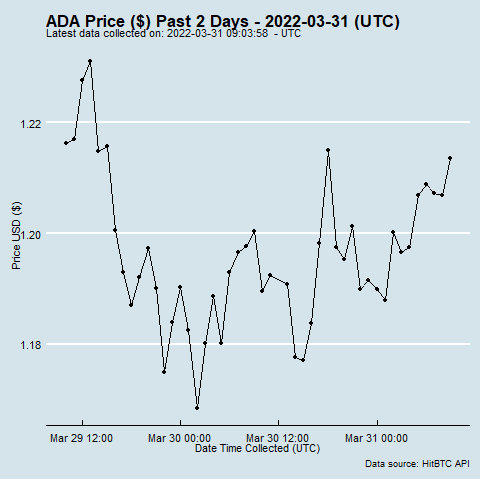 ADA Price ($) Past 2 Days - 2022-03-31 (UTC)
Latest data collected on: 2022-03-31 09:03:58 - UTC
Price USD ($)
1.22
1.20
1.18
Mar 29 12:00 Mar 30 00:00 Mar 30 12:00 Mar 31 00:00
Date Time Collected (UTC)
Data source: HitBTC API